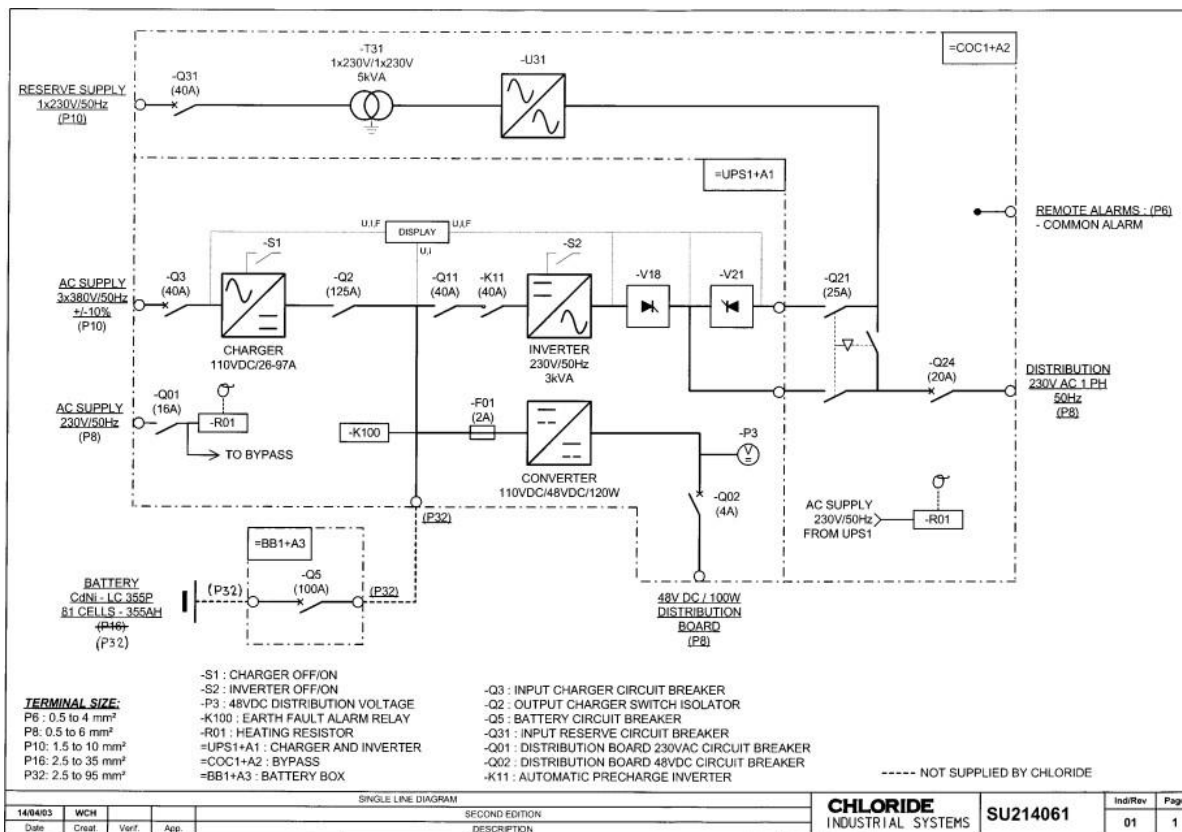 =COC1+A2
-T31
1x230V/1x230V
5kVA
-U31
-Q31
(40A)
RESERVE SUPPLY
1x230V/50Hz
(P10)
=UPS1+A1
REMOTE ALARMS : (P6)
- COMMON ALARM
U,I,F
DISPLAY
U,I,F
U,I
-S1
-S2
AC SUPPLY
3x380V/50Hz
+/-10%
(P10)
-Q3
(40A)
-Q2
(125A)
-Q11
(40A)
-K11
(40A)
-V18
-V21
-Q21
(25A)
CHARGER
110VDC/26-97A
INVERTER
230V/50Hz
3kVA
-Q24
(20A)
DISTRIBUTION
230V AC 1 PH
50Hz
(P8)
AC SUPPLY
230V/50Hz
(P8)
-Q01
(16A)
-R01
TO BYPASS
-K100
-F01
(2A)
CONVERTER
110VDC/48VDC/120W
-P3
V
-Q02
(4A)
AC SUPPLY
230V/50Hz
FROM UPS1
-R01
(P32)
=BB1+A3
BATTERY
CdNi - LC 355P
81 CELLS - 355AH
(P16)
(P32)
(P32)
-Q5
(100A)
(P32)
48V DC / 100W
DISTRIBUTION
BOARD
(P8)
TERMINAL SIZE:
P6 : 0.5 to 4 mm²
P8: 0.5 to 6 mm²
P10: 1.5 to 10 mm²
P16: 2.5 to 35 mm²
P32: 2.5 to 95 mm²
-S1 : CHARGER OFF/ON
-S2 : INVERTER OFF/ON
-P3 : 48VDC DISTRIBUTION VOLTAGE
-K100 : EARTH FAULT ALARM RELAY
-R01 : HEATING RESISTOR
=UPS1+A1 : CHARGER AND INVERTER
=COC1+A2 : BYPASS
=BB1+A3 : BATTERY BOX
-Q3 : INPUT CHARGER CIRCUIT BREAKER
-Q2 : OUTPUT CHARGER SWITCH ISOLATOR
-Q5 : BATTERY CIRCUIT BREAKER
-Q31 : INPUT RESERVE CIRCUIT BREAKER
-Q01 : DISTRIBUTION BOARD 230VAC CIRCUIT BREAKER
-Q02 : DISTRIBUTION BOARD 48VDC CIRCUIT BREAKER
-K11 : AUTOMATIC PRECHARGE INVERTER
----- NOT SUPPLIED BY CHLORIDE
SINGLE LINE DIAGRAM
14/04/03 WCH SECOND EDITION
Date Creat. Verif. App. DESCRIPTION
CHLORIDE
INDUSTRIAL SYSTEMS
SU214061
Ind/Rev Page
01 1